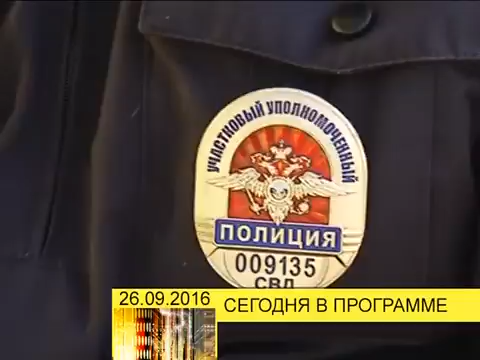 УЧАСТКОВЫЙ УПОЛНОМОЧЕННЫЙ
ПОЛИЦИЯ
009135
СВД
26.09.2016
СЕГОДНЯ В ПРОГРАММЕ